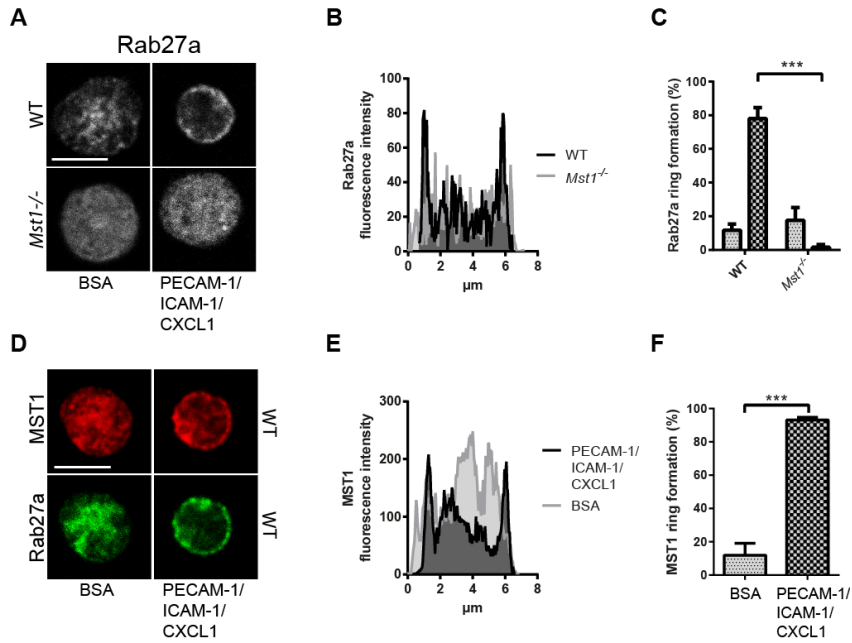 A
Rab27a
WT
Mst1-/-
BSA
PECAM-1/
ICAM-1/
CXCL1
B
Rab27a
fluorescence intensity
100
80
60
40
20
0
0 2 4 6 8
µm
WT
Mst1-/-
C
Rab27a ring formation (%)
100
80
60
40
20
0
***
WT
Mst1-/-
D
MST1
WT
Rab27a
WT
BSA
PECAM-1/
ICAM-1/
CXCL1
E
MST1
fluorescence intensity
300
200
100
0
0 2 4 6 8
µm
PECAM-1/
ICAM-1/
CXCL1
BSA
F
MST1 ring formation (%)
100
80
60
40
20
0
***
BSA
PECAM-1/
ICAM-1/
CXCL1